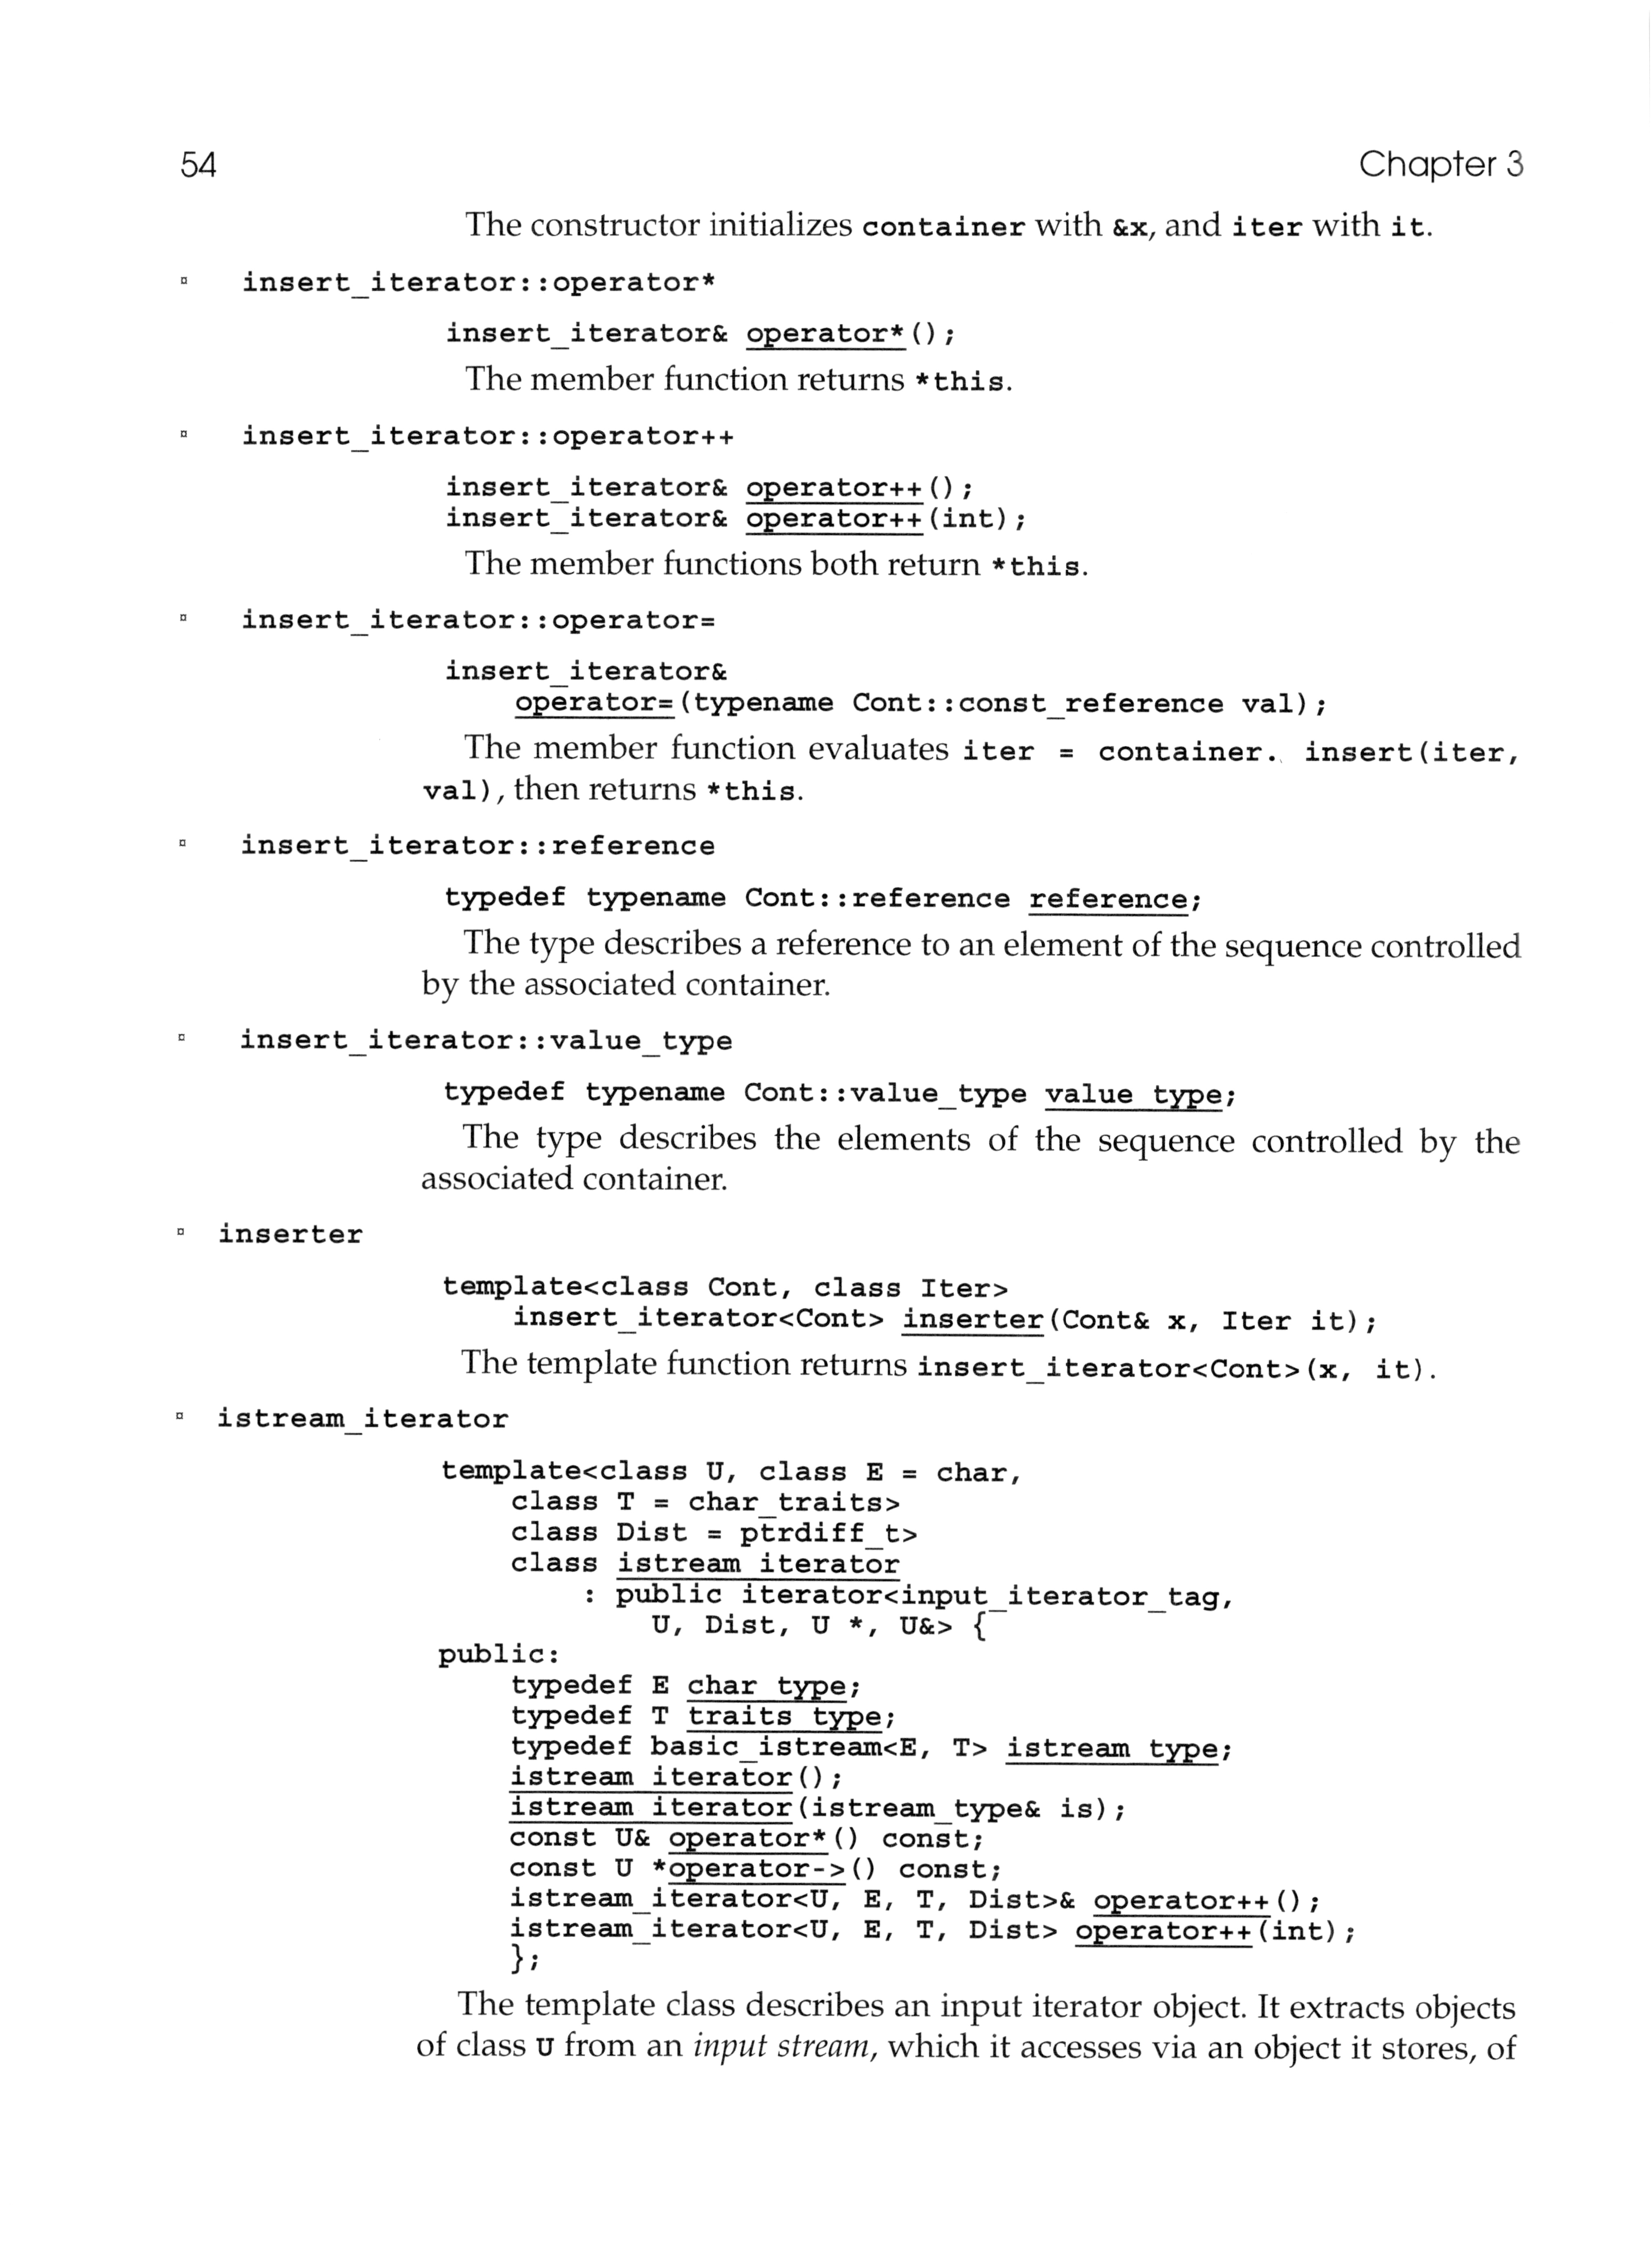 54 Chapter 3
The constructor initializes container with &x, and iter with it.
▫ insert_iterator::operator*
insert_iterator& operator*();
The member function returns *this.
▫ insert_iterator::operator++
insert_iterator& operator++();
insert_iterator& operator++(int);
The member functions both return *this.
▫ insert_iterator::operator=
insert_iterator&
operator=(typename Cont::const_reference val);
The member function evaluates iter = container. insert(iter,
val), then returns *this.
▫ insert_iterator::reference
typedef typename Cont::reference reference;
The type describes a reference to an element of the sequence controlled
by the associated container.
▫ insert_iterator::value_type
typedef typename Cont::value_type value_type;
The type describes the elements of the sequence controlled by the
associated container.
▫ inserter
template<class Cont, class Iter>
insert_iterator<Cont> inserter(Cont& x, Iter it);
The template function returns insert_iterator<Cont>(x, it).
▫ istream_iterator
template<class U, class E = char,
class T = char_traits>
class Dist = ptrdiff_t>
class istream_iterator
: public iterator<input_iterator_tag,
U, Dist, U *, U&> {
public:
typedef E char_type;
typedef T traits_type;
typedef basic_istream<E, T> istream_type;
istream_iterator();
istream_iterator(istream_type& is);
const U& operator*() const;
const U *operator->() const;
istream_iterator<U, E, T, Dist>& operator++();
istream_iterator<U, E, T, Dist> operator++(int);
};
The template class describes an input iterator object. It extracts objects
of class U from an input stream, which it accesses via an object it stores, of